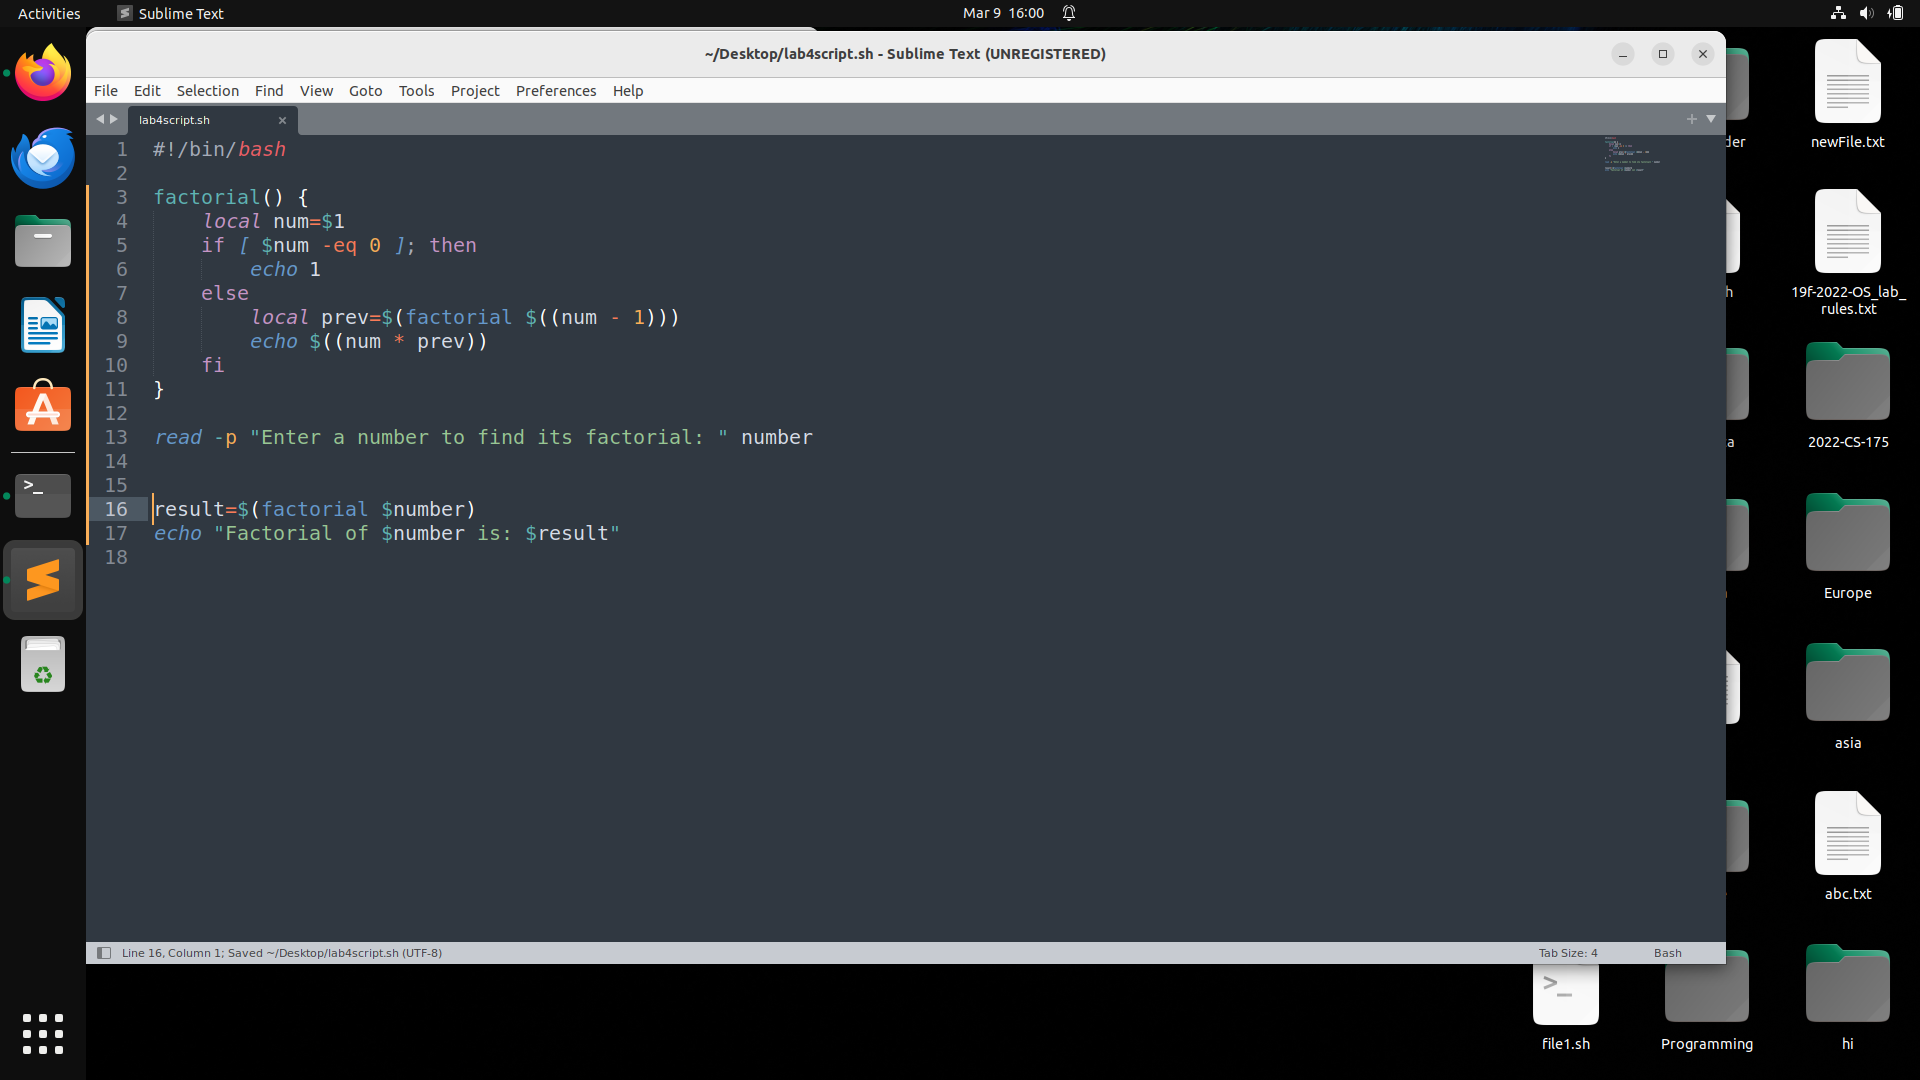 Activities
Sublime Text
Mar 9 16:00
~/Desktop/lab4script.sh - Sublime Text (UNREGISTERED)
File Edit Selection Find View Goto Tools Project Preferences Help
lab4script.sh
1 #!/bin/bash
2
3 factorial() {
4 local num=$1
5 if [ $num -eq 0 ]; then
6 echo 1
7 else
8 local prev=$(factorial $((num - 1)))
9 echo $((num * prev))
10 fi
11 }
12
13 read -p "Enter a number to find its factorial: " number
14
15
16 result=$(factorial $number)
17 echo "Factorial of $number is: $result"
18
Line 16, Column 1; Saved ~/Desktop/lab4script.sh (UTF-8)
Tab Size: 4
Bash
der
newFile.txt
h
19f-2022-OS_lab_
rules.txt
a
2022-CS-175
Europe
asia
abc.txt
file1.sh
Programming
hi